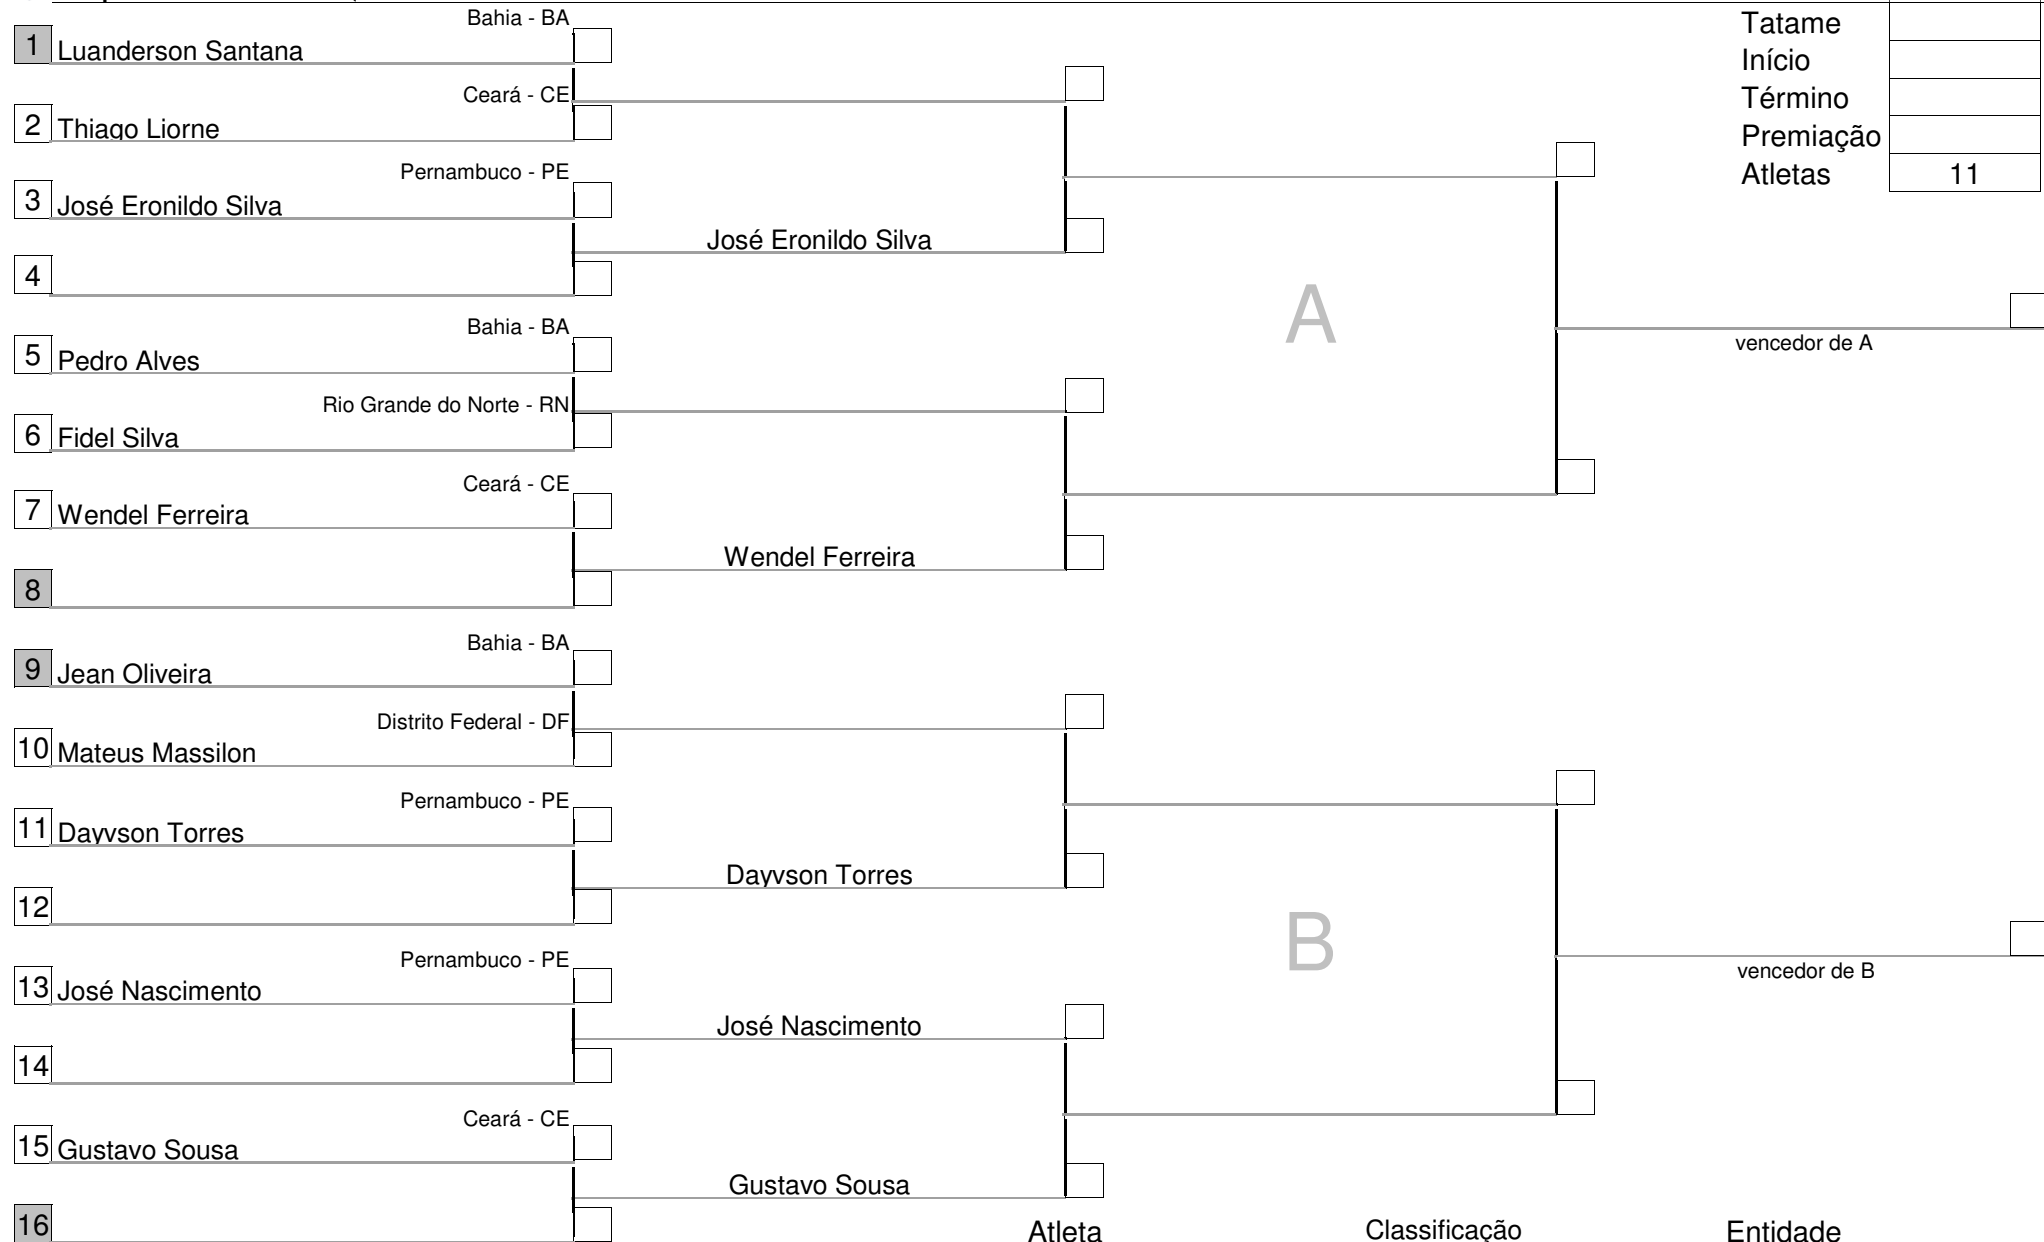 Bahia - BA
1 Luanderson Santana
Ceará - CE
2 Thiago Liorne
Pernambuco - PE
3 José Eronildo Silva
José Eronildo Silva
4
Bahia - BA
5 Pedro Alves
Rio Grande do Norte - RN
6 Fidel Silva
Ceará - CE
7 Wendel Ferreira
Wendel Ferreira
8
Bahia - BA
9 Jean Oliveira
Distrito Federal - DF
10 Mateus Massilon
Pernambuco - PE
11 Dayvson Torres
Dayvson Torres
12
Pernambuco - PE
13 José Nascimento
José Nascimento
14
Ceará - CE
15 Gustavo Sousa
Gustavo Sousa
16
A
vencedor de A
B
vencedor de B
Tatame
Início
Término
Premiação
Atletas 11
Atleta Classificação Entidade